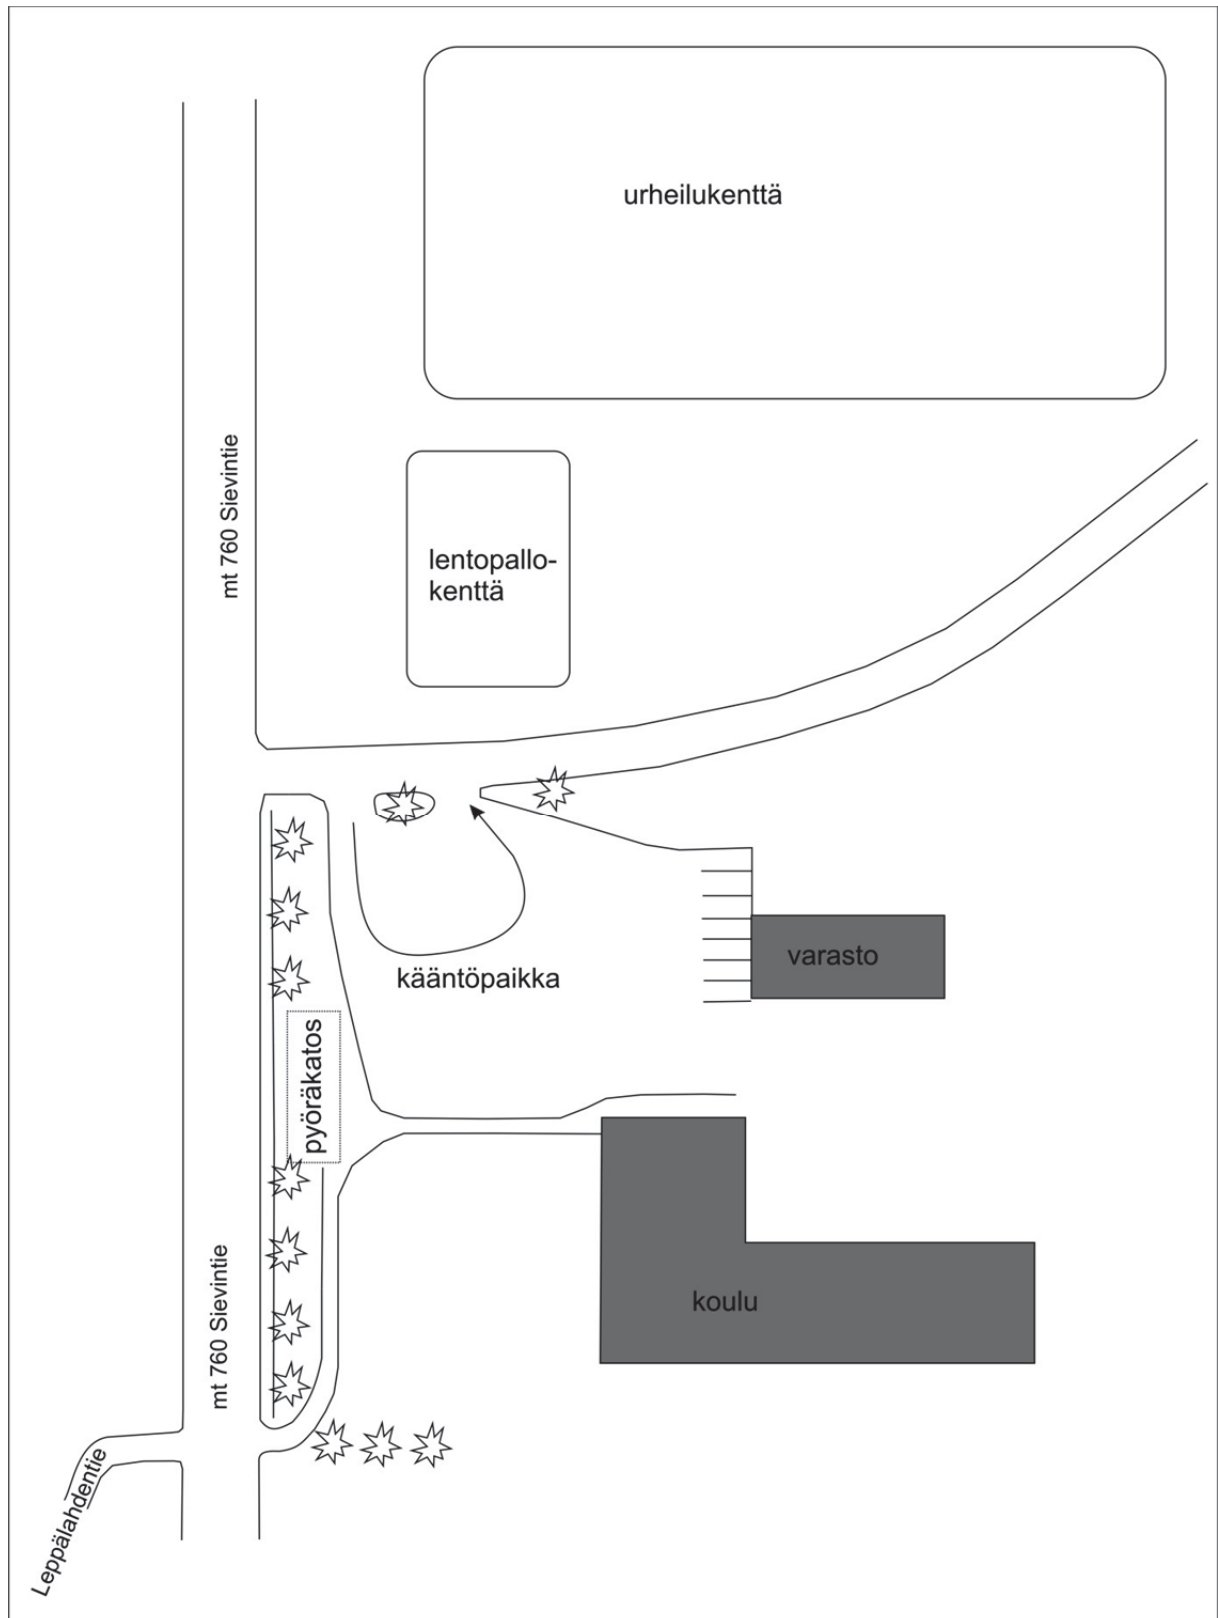 urheilukenttä
mt 760 Sievintie
lentopallo-
kenttä
kääntöpaikka
varasto
pyöräkatos
mt 760 Sievintie
koulu
Leppälahdentie